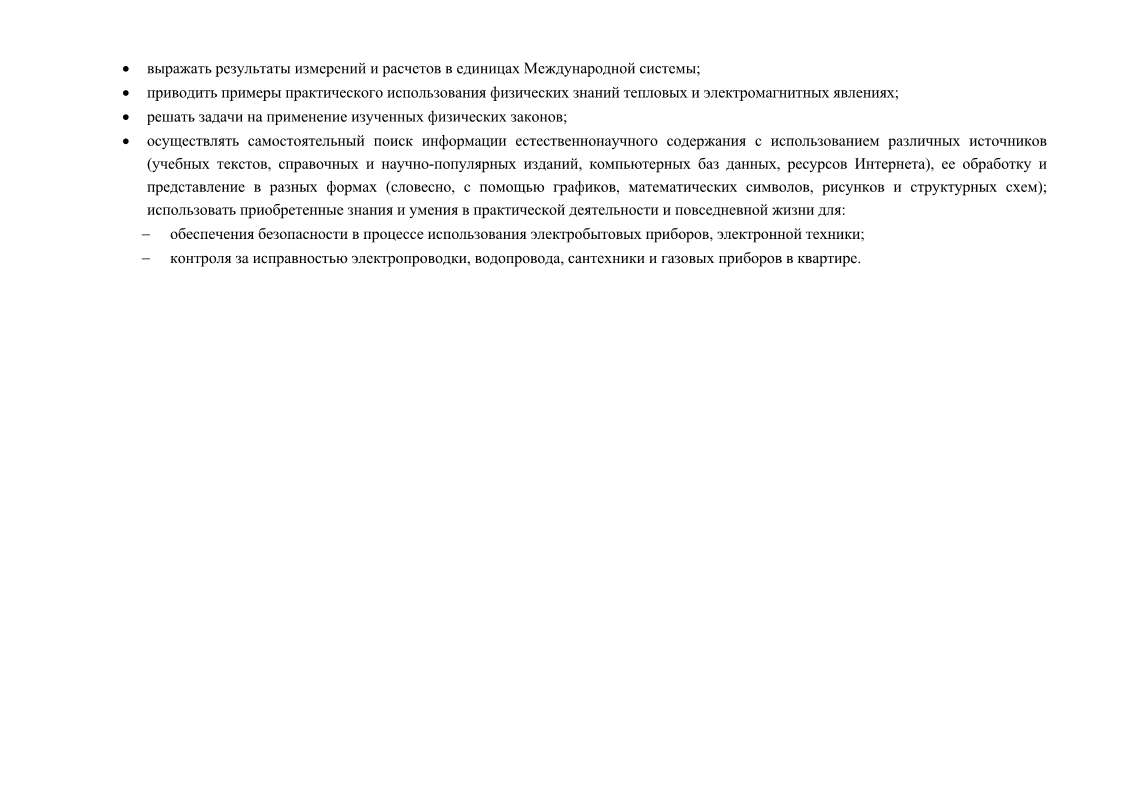 • выражать результаты измерений и расчетов в единицах Международной системы;
• приводить примеры практического использования физических знаний тепловых и электромагнитных явлениях;
• решать задачи на применение изученных физических законов;
• осуществлять самостоятельный поиск информации естественнонаучного содержания с использованием различных источников
(учебных текстов, справочных и научно-популярных изданий, компьютерных баз данных, ресурсов Интернета), ее обработку и
представление в разных формах (словесно, с помощью графиков, математических символов, рисунков и структурных схем);
использовать приобретенные знания и умения в практической деятельности и повседневной жизни для:
– обеспечения безопасности в процессе использования электробытовых приборов, электронной техники;
– контроля за исправностью электропроводки, водопровода, сантехники и газовых приборов в квартире.